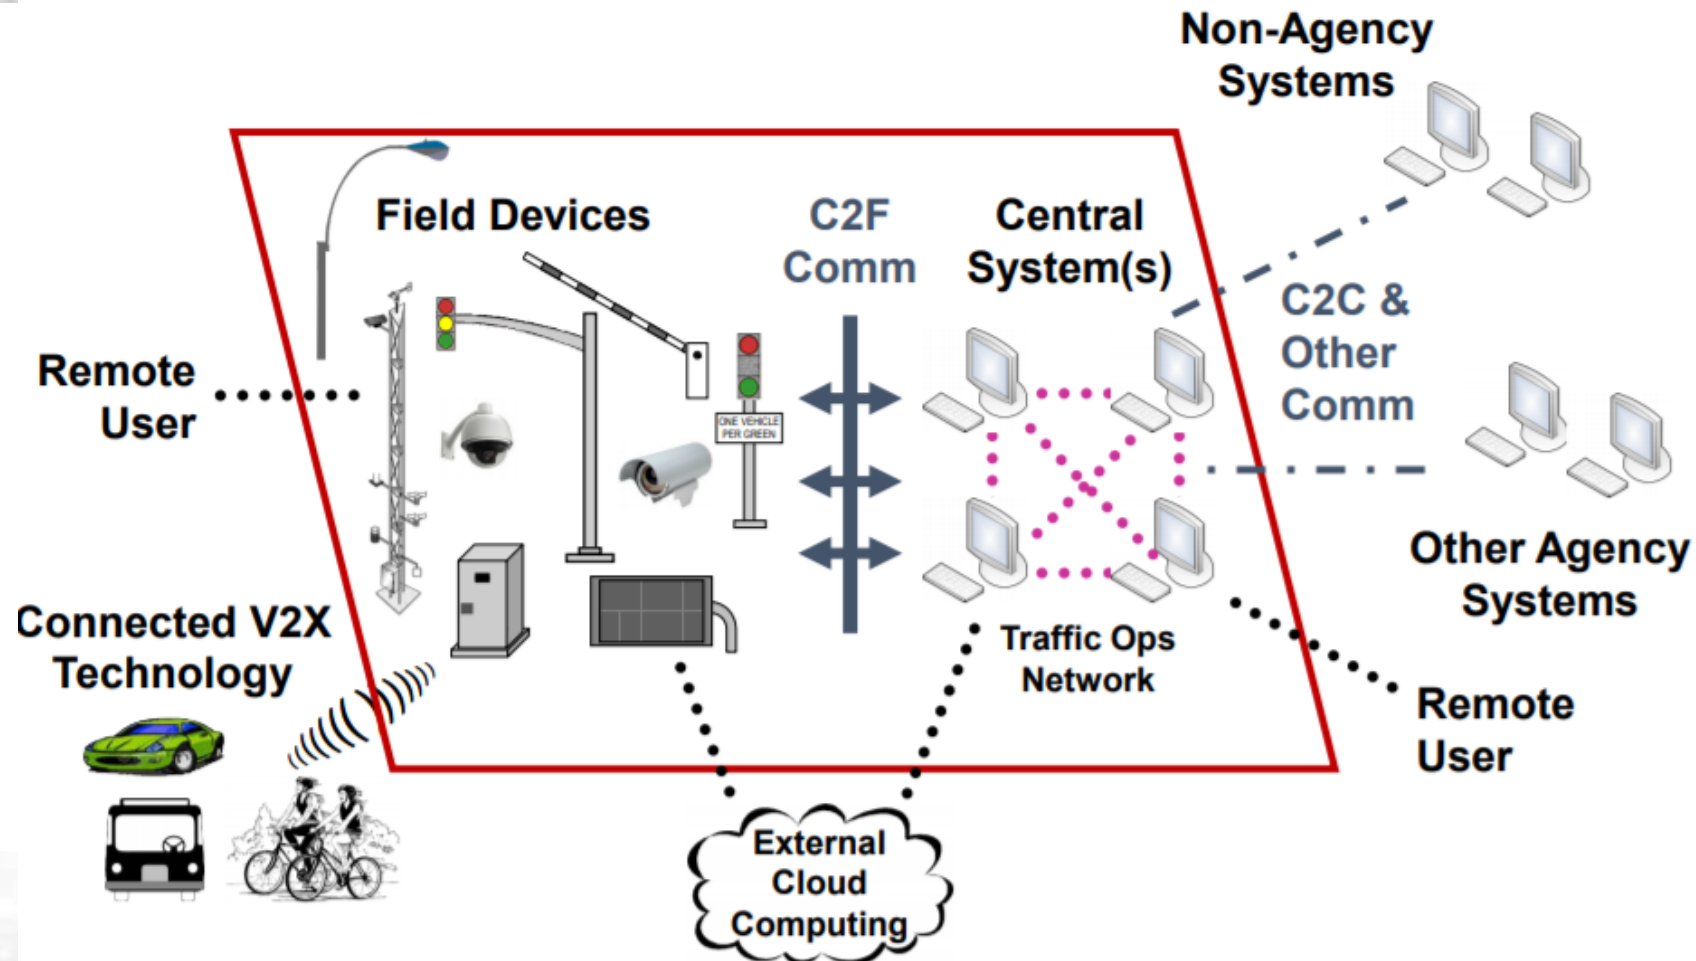 Non-Agency
Systems
Field Devices
C2F
Comm
Central
System(s)
C2C &
Other
Comm
Remote
User
ONE VEHICLE
PER GREEN
Other Agency
Systems
Connected V2X
Technology
Traffic Ops
Network
Remote
User
External
Cloud
Computing